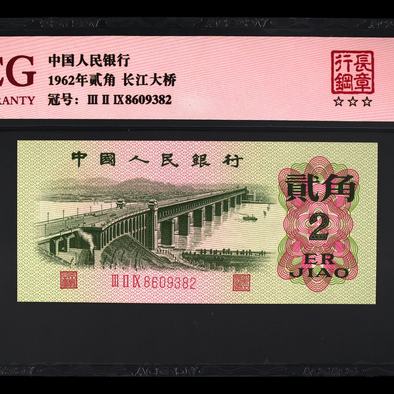 EG
RANTY
中国人民银行
1962年贰角 长江大桥
冠号：Ⅲ Ⅱ Ⅸ8609382
長章
行鋼
☆☆☆
中國人民銀行
貳角
2
ER
JIAO
Ⅲ Ⅱ Ⅸ 8609382